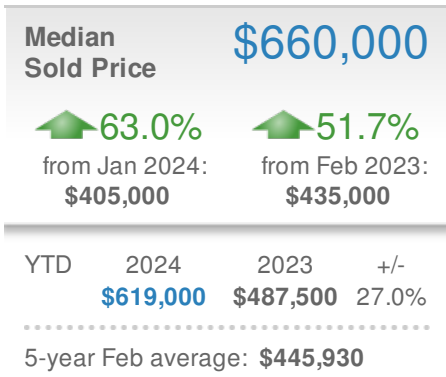 Median
Sold Price
$660,000
63.0%
from Jan 2024:
$405,000
51.7%
from Feb 2023:
$435,000
YTD 2024 2023 +/-
$619,000 $487,500 27.0%
5-year Feb average: $445,930